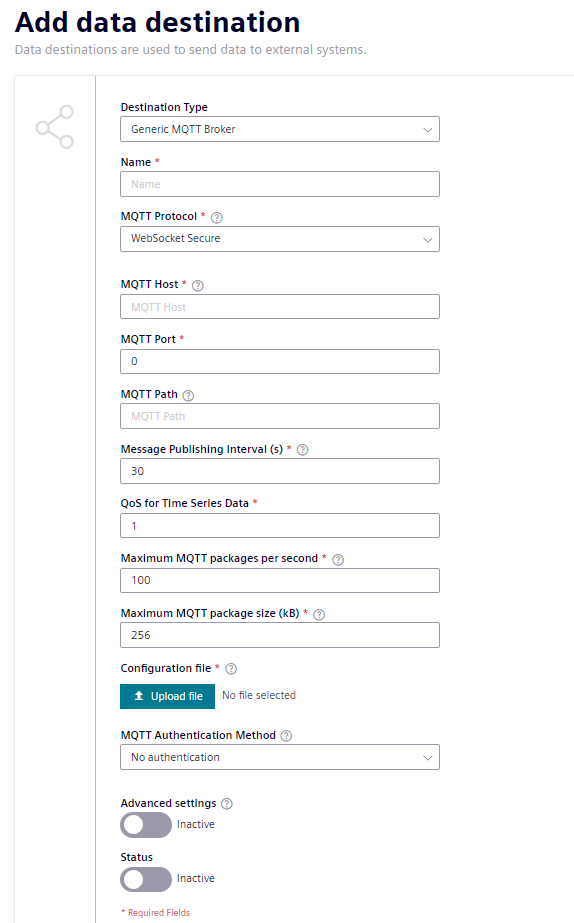 Add data destination
Data destinations are used to send data to external systems.
Destination Type
Generic MQTT Broker
Name *
Name
MQTT Protocol *
WebSocket Secure
MQTT Host *
MQTT Host
MQTT Port *
0
MQTT Path
MQTT Path
Message Publishing Interval (s) *
30
QoS for Time Series Data *
1
Maximum MQTT packages per second *
100
Maximum MQTT package size (kB) *
256
Configuration file *
Upload file No file selected
MQTT Authentication Method
No authentication
Advanced settings
Inactive
Status
Inactive
* Required Fields